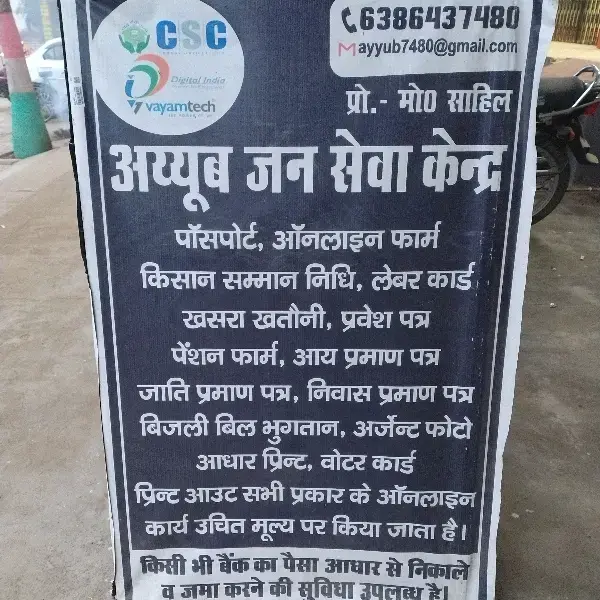 CSC
Digital India
vayamtech
6386437480
ayyub7480@gmail.com
प्रो.- मो0 साहिल
अय्यूब जन सेवा केन्द्र
पॉसपोर्ट, ऑनलाइन फार्म
किसान सम्मान निधि, लेबर कार्ड
खसरा खतौनी, प्रवेश पत्र
पेंशन फार्म, आय प्रमाण पत्र
जाति प्रमाण पत्र, निवास प्रमाण पत्र
बिजली बिल भुगतान, अर्जेन्ट फोटो
आधार प्रिन्ट, वोटर कार्ड
प्रिन्ट आउट सभी प्रकार के ऑनलाइन
कार्य उचित मूल्य पर किया जाता है।
किसी भी बैंक का पैसा आधार से निकाले
व जमा करने की सुविधा उपलब्ध है।